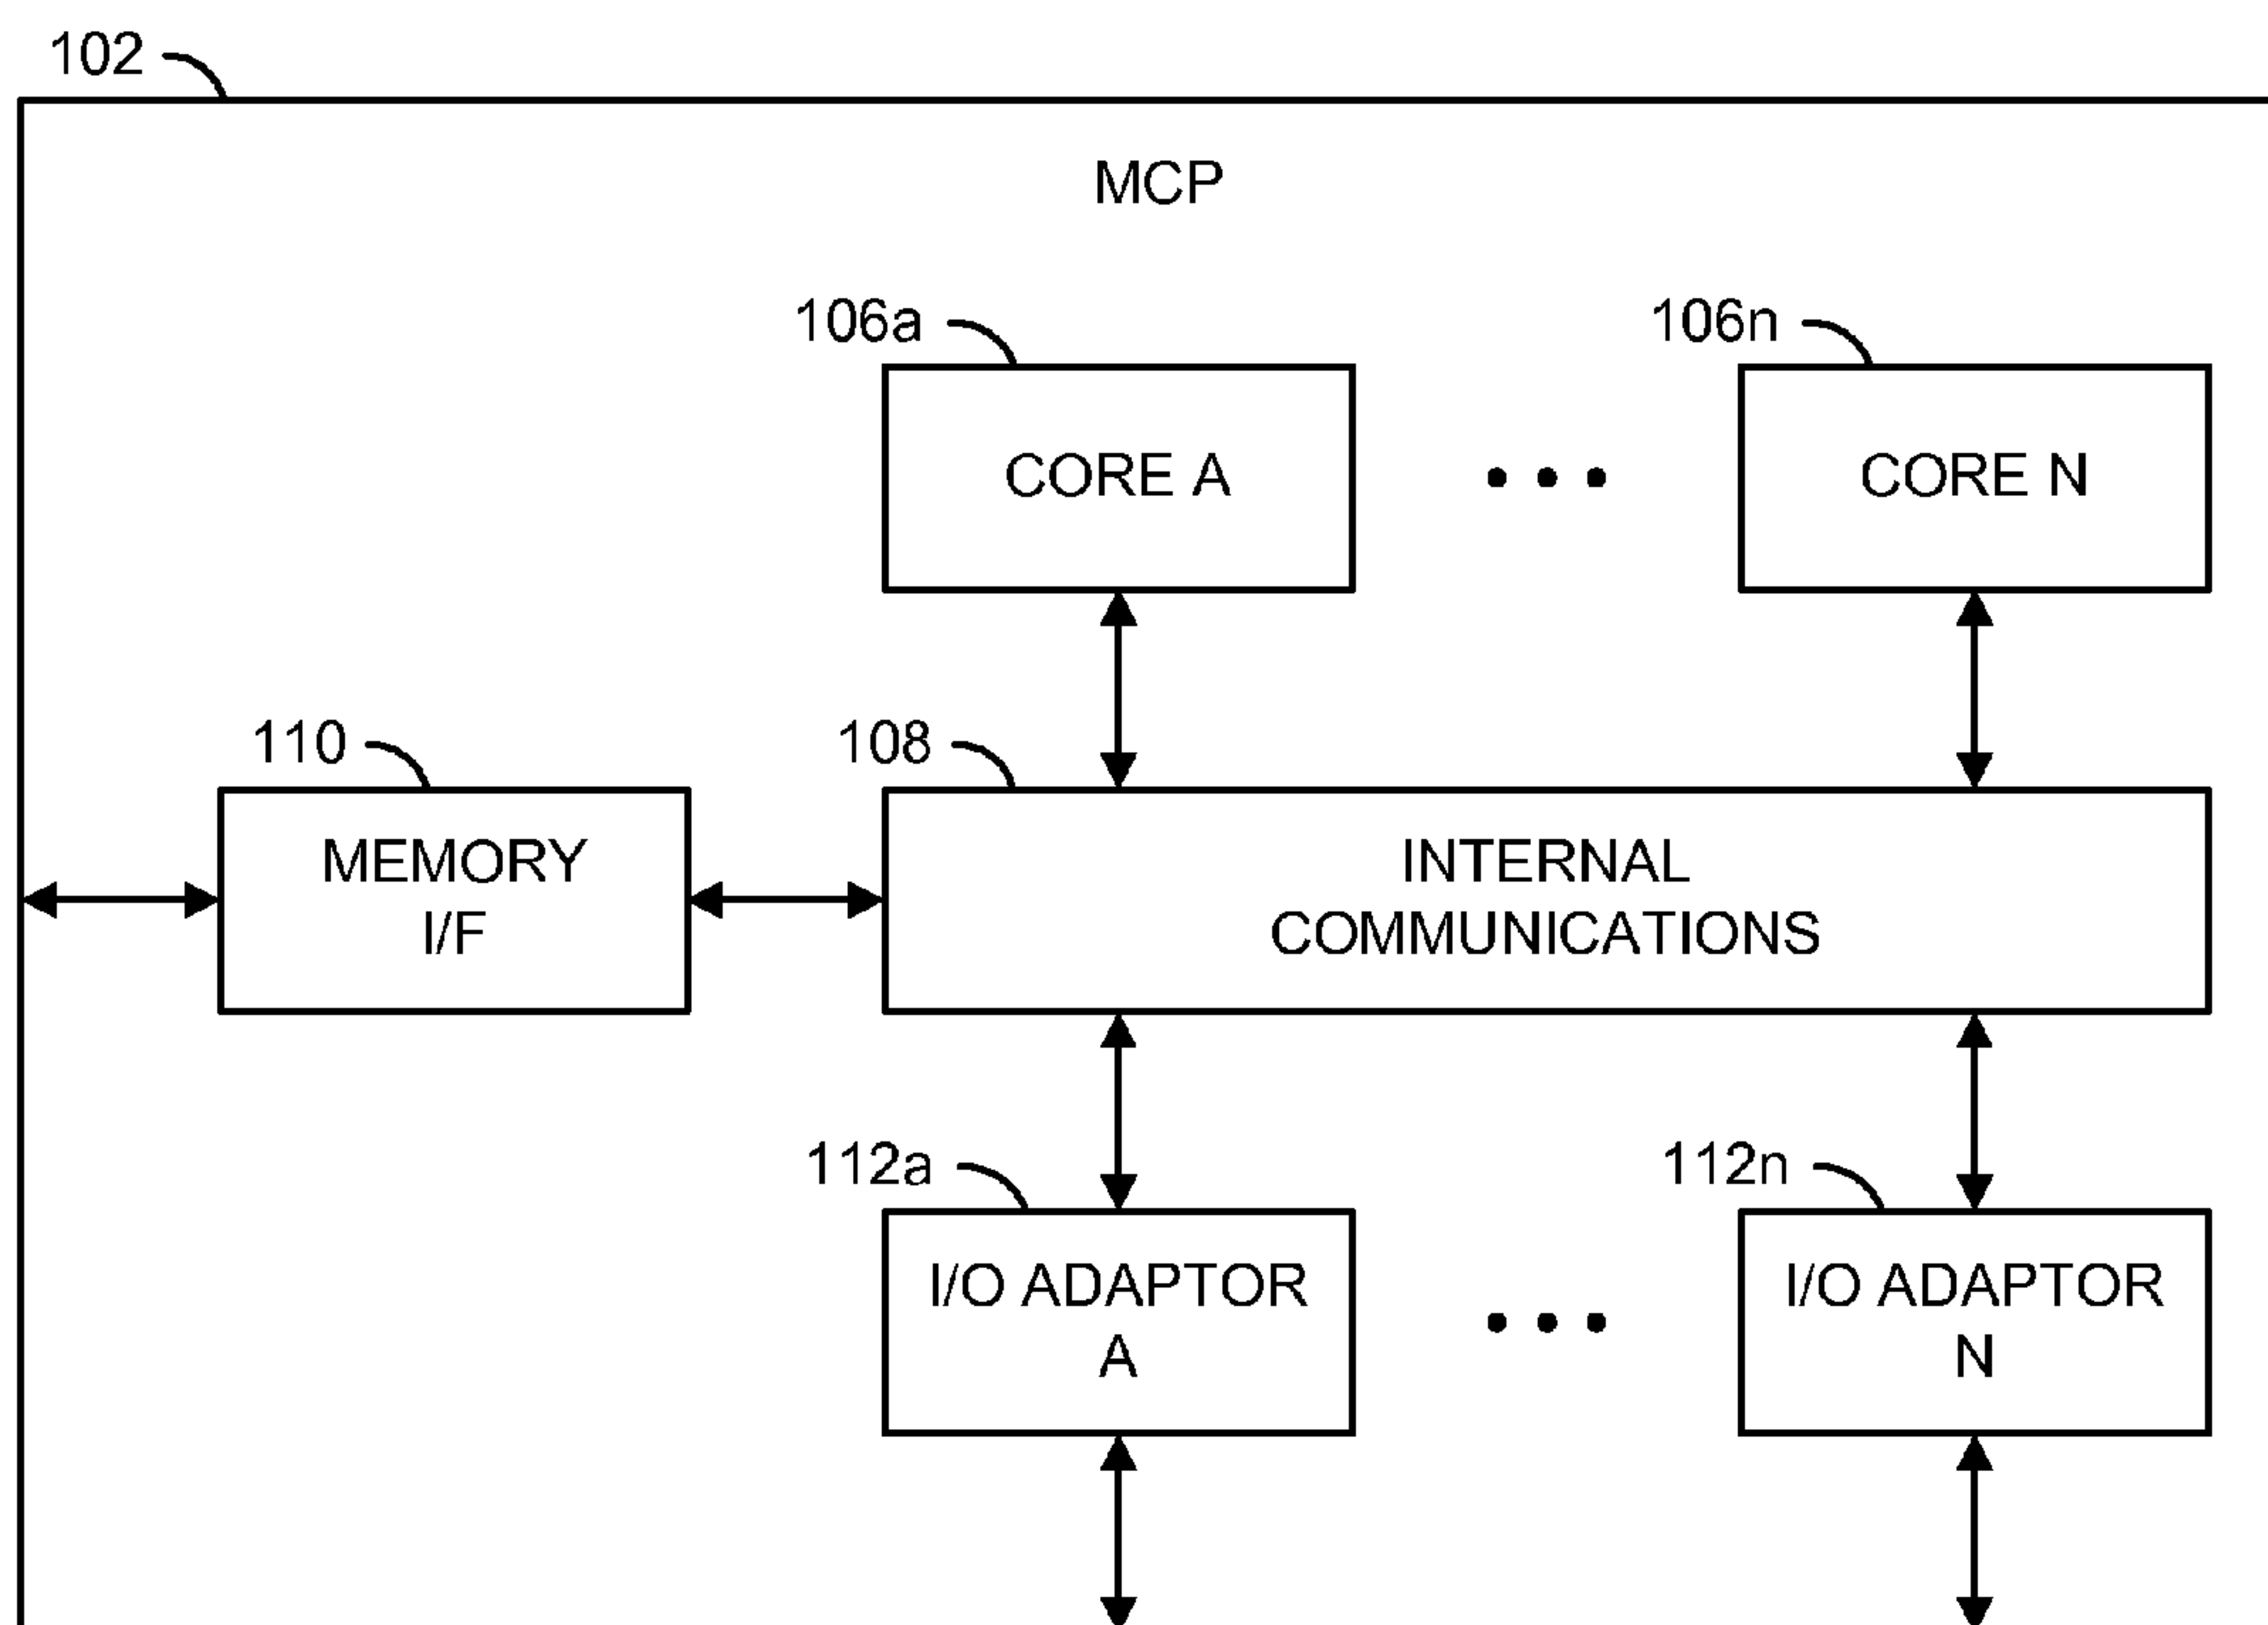 102
MCP
106a
106n
CORE A
CORE N
110
108
MEMORY
I/F
INTERNAL
COMMUNICATIONS
112a
112n
I/O ADAPTOR
A
I/O ADAPTOR
N